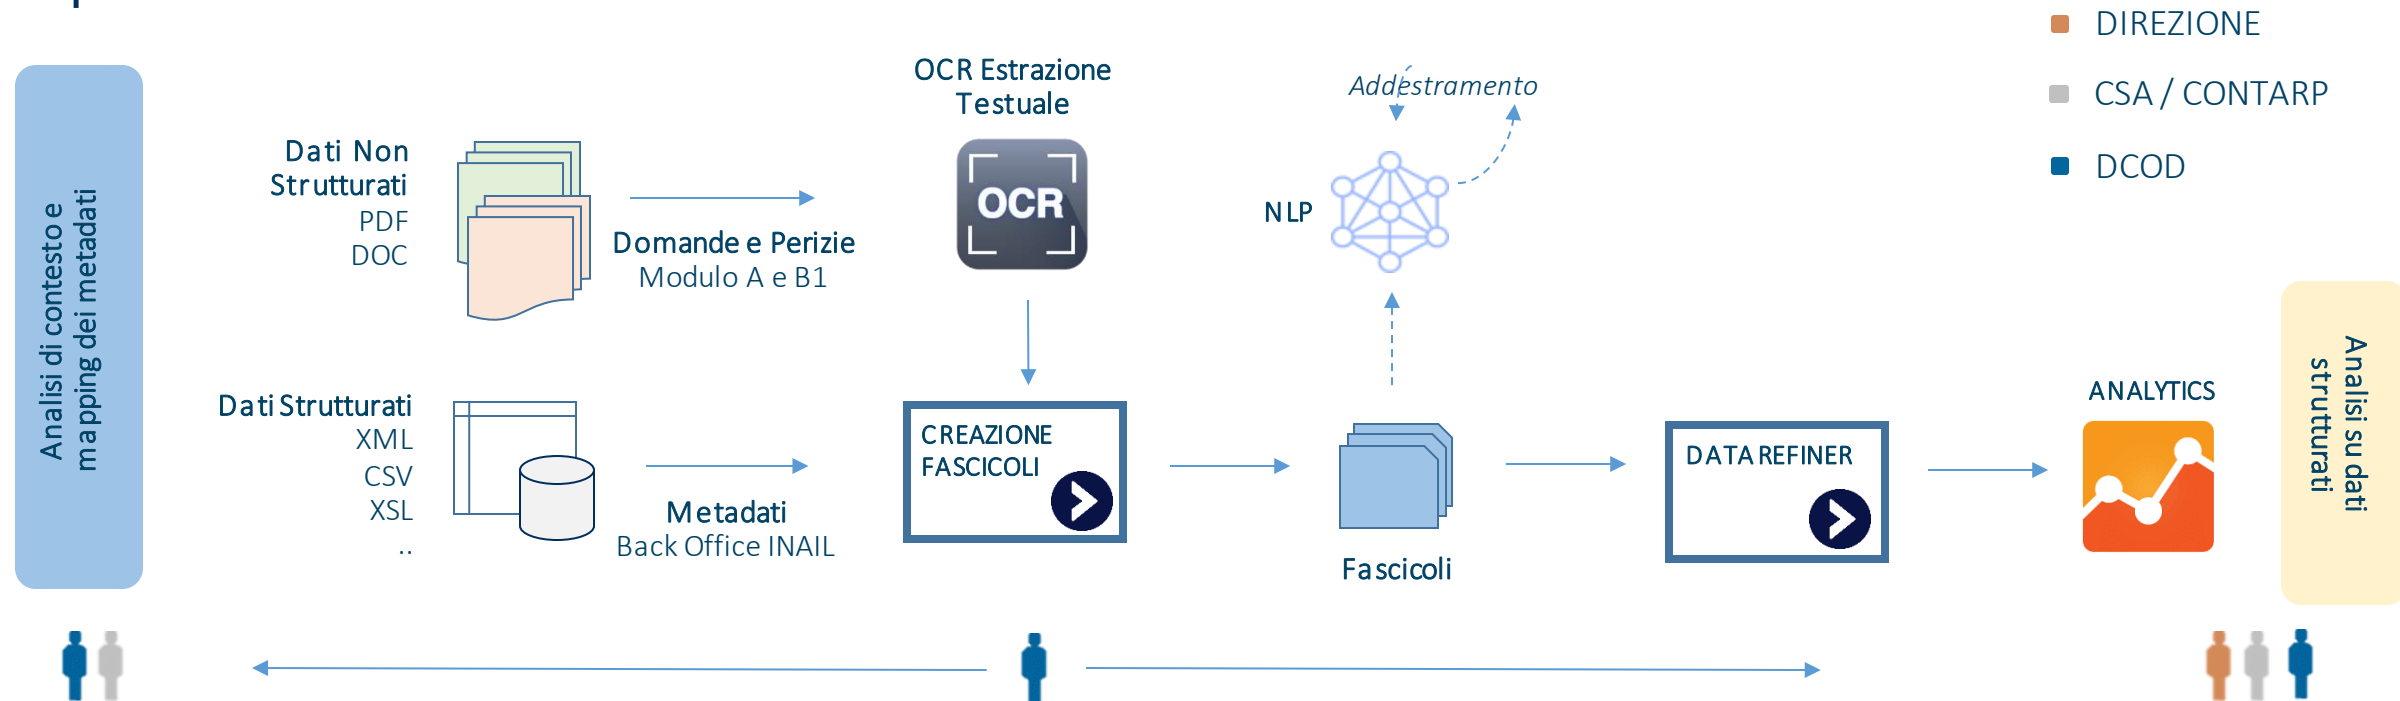 DIREZIONE
CSA / CONTARP
DCOD
Analisi di contesto e
mapping dei metadati
Dati Non
Strutturati
PDF
DOC
Domande e Perizie
Modulo A e B1
OCR Estrazione
Testuale
OCR
Addestramento
NLP
Dati Strutturati
XML
CSV
XSL
..
Metadati
Back Office INAIL
CREAZIONE
FASCICOLI
Fascicoli
DATA REFINER
ANALYTICS
Analisi su dati
strutturati